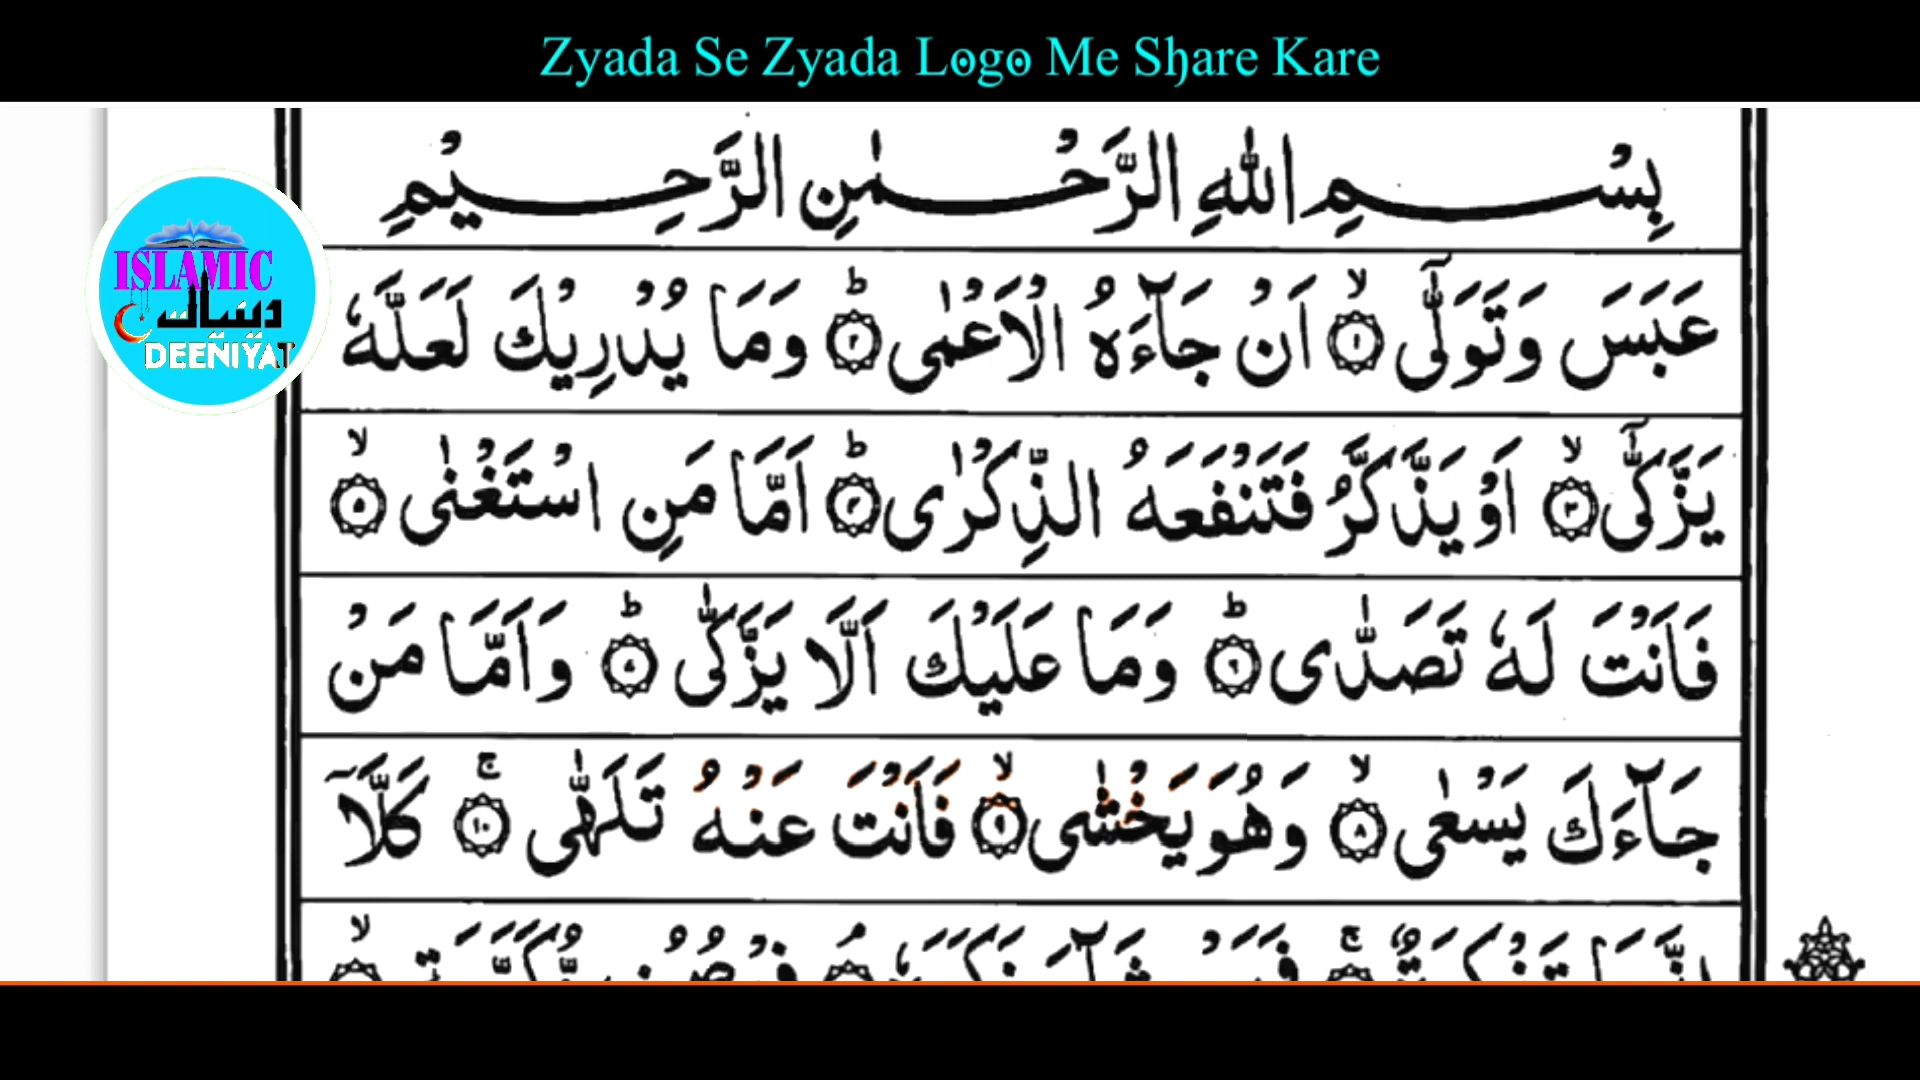 Zyada Se Zyada Logo Me Share Kare
بِسْمِ اللهِ الرَّحْمٰنِ الرَّحِيْمِ
ISLAMIC
دینیات
DEENIYAT
عَبَسَ وَتَوَلّٰٓى ۙ﴿۱﴾ اَنْ جَآءَهُ الْاَعْمٰى ؕ﴿۲﴾ وَمَا يُدْرِيْكَ لَعَلَّهٗ
يَزَّكّٰٓى ۙ﴿۳﴾ اَوْ يَذَّكَّرُ فَتَنْفَعَهُ الذِّكْرٰى ؕ﴿۴﴾ اَمَّا مَنِ اسْتَغْنٰى ۙ﴿۵﴾
فَاَنْتَ لَهٗ تَصَدّٰى ؕ﴿۶﴾ وَمَا عَلَيْكَ اَلَّا يَزَّكّٰى ؕ﴿۷﴾ وَاَمَّا مَنْ
جَآءَكَ يَسْعٰى ۙ﴿۸﴾ وَهُوَ يَخْشٰى ۙ﴿۹﴾ فَاَنْتَ عَنْهُ تَلَهّٰى ۚ﴿۱۰﴾ كَلَّاۤ